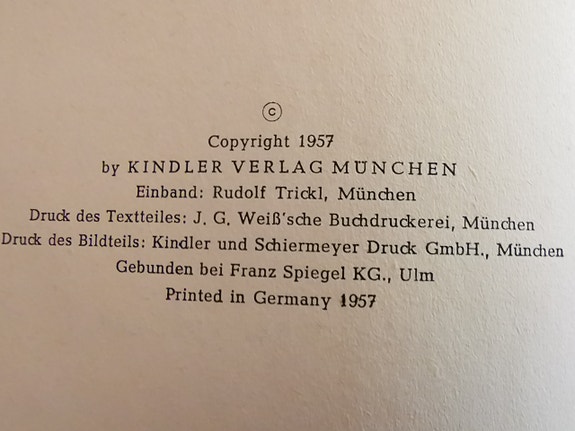 ©
Copyright 1957
by KINDLER VERLAG MÜNCHEN
Einband: Rudolf Trickl, München
Druck des Textteiles: J. G. Weiß'sche Buchdruckerei, München
Druck des Bildteils: Kindler und Schiermeyer Druck GmbH., München
Gebunden bei Franz Spiegel KG., Ulm
Printed in Germany 1957